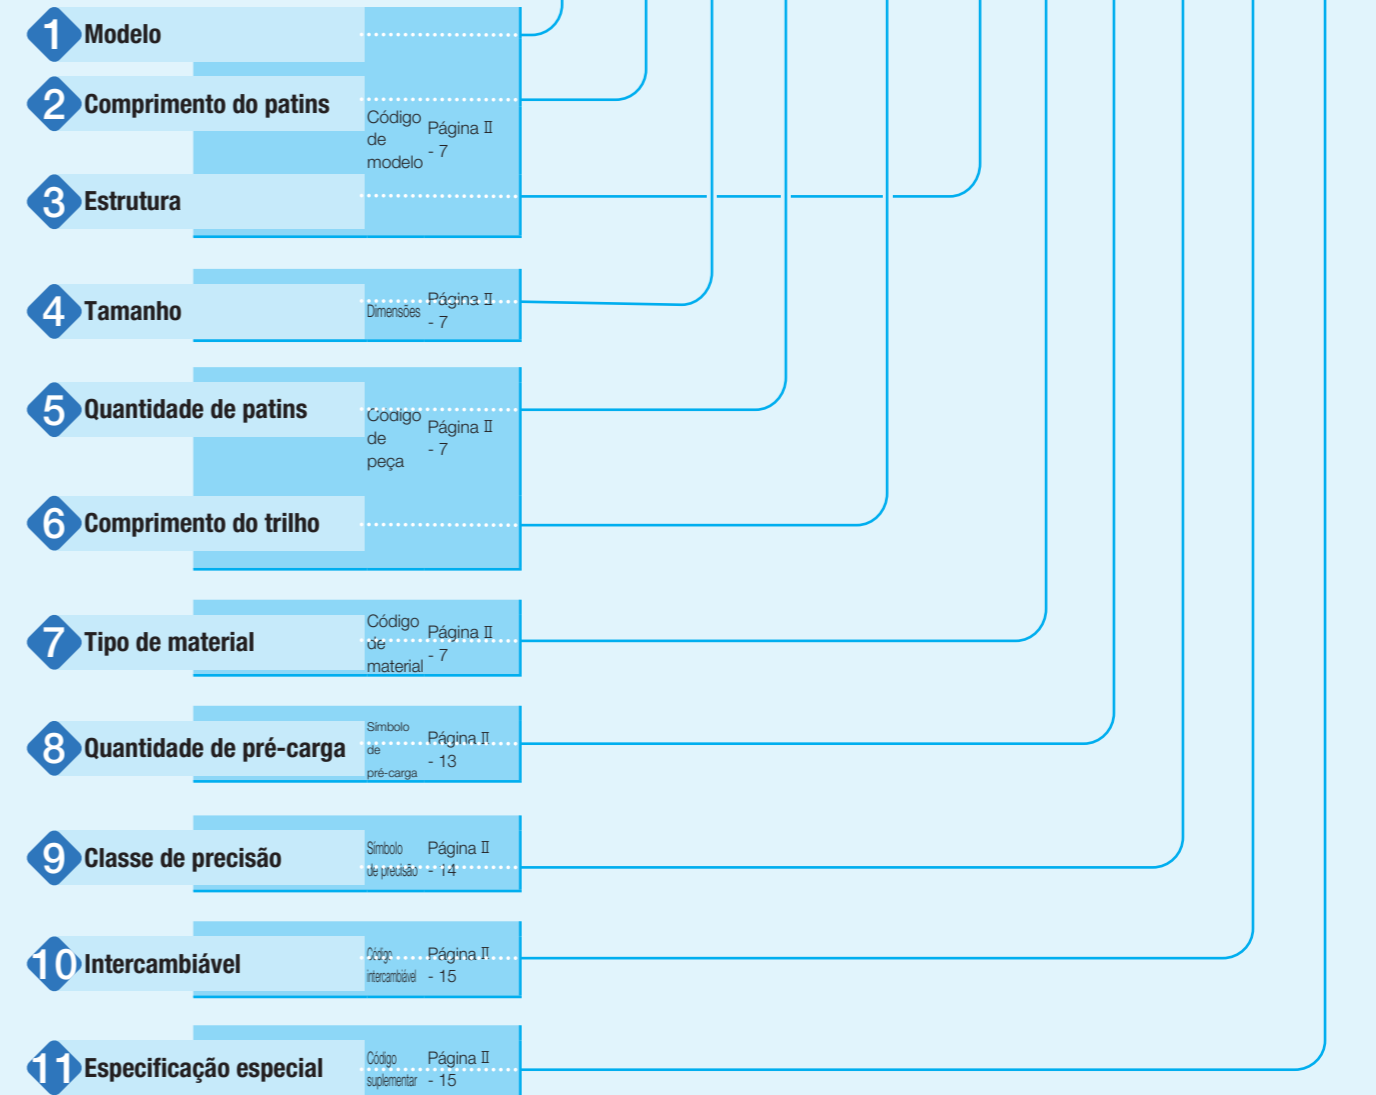 1 Modelo
2 Comprimento do patins
Código
de
modelo
Página II
- 7
3 Estrutura
4 Tamanho
Dimensões
Página II
- 7
5 Quantidade de patins
Código
de
peça
Página II
- 7
6 Comprimento do trilho
7 Tipo de material
Código
de
material
Página II
- 7
8 Quantidade de pré-carga
Símbolo
de
pré-carga
Página II
- 13
9 Classe de precisão
Símbolo
de precisão
Página II
- 14
10 Intercambiável
Código
intercambiável
Página II
- 15
11 Especificação especial
Código
suplementar
Página II
- 15